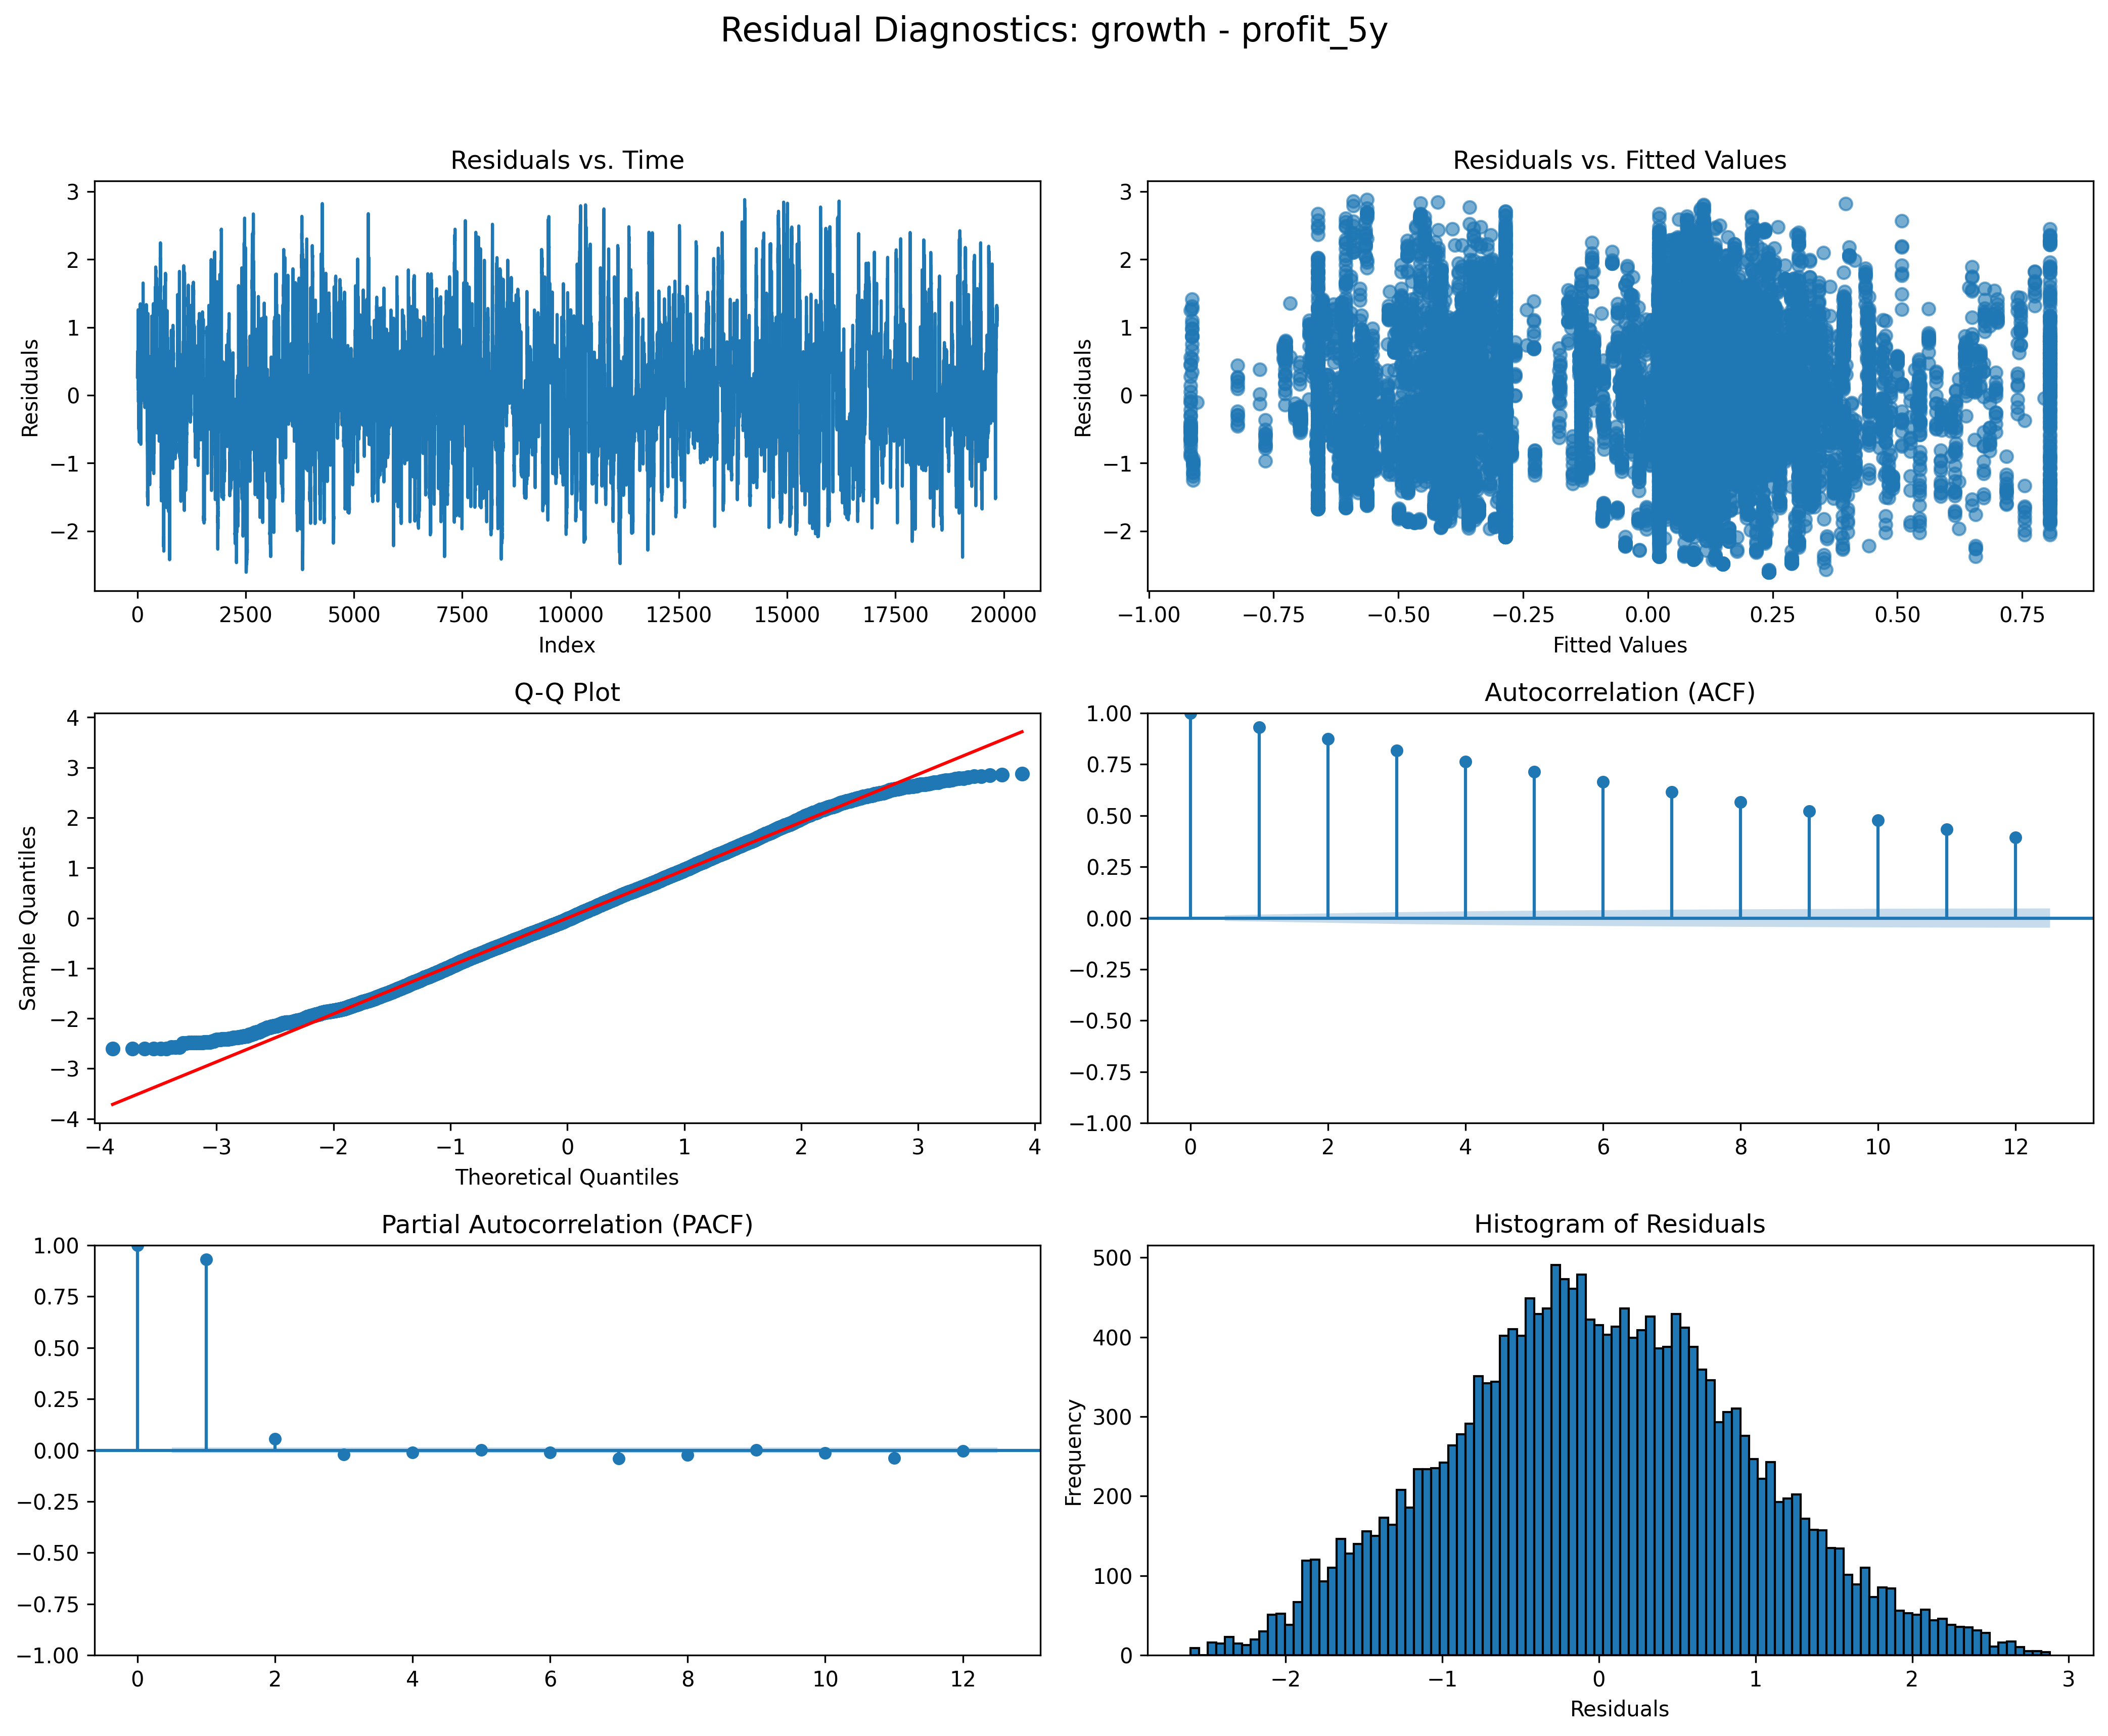 Residual Diagnostics: growth - profit_5y
Residuals vs. Time
3
2
1
0
−1
−2
Residuals
0 2500 5000 7500 10000 12500 15000 17500 20000
Index
Residuals vs. Fitted Values
3
2
1
0
−1
−2
Residuals
−1.00 −0.75 −0.50 −0.25 0.00 0.25 0.50 0.75
Fitted Values
Q-Q Plot
4
3
2
1
0
−1
−2
−3
−4
Sample Quantiles
−4 −3 −2 −1 0 1 2 3 4
Theoretical Quantiles
Autocorrelation (ACF)
1.00
0.75
0.50
0.25
0.00
−0.25
−0.50
−0.75
−1.00
0 2 4 6 8 10 12
Partial Autocorrelation (PACF)
1.00
0.75
0.50
0.25
0.00
−0.25
−0.50
−0.75
−1.00
0 2 4 6 8 10 12
Histogram of Residuals
500
400
300
200
100
0
Frequency
−2 −1 0 1 2 3
Residuals